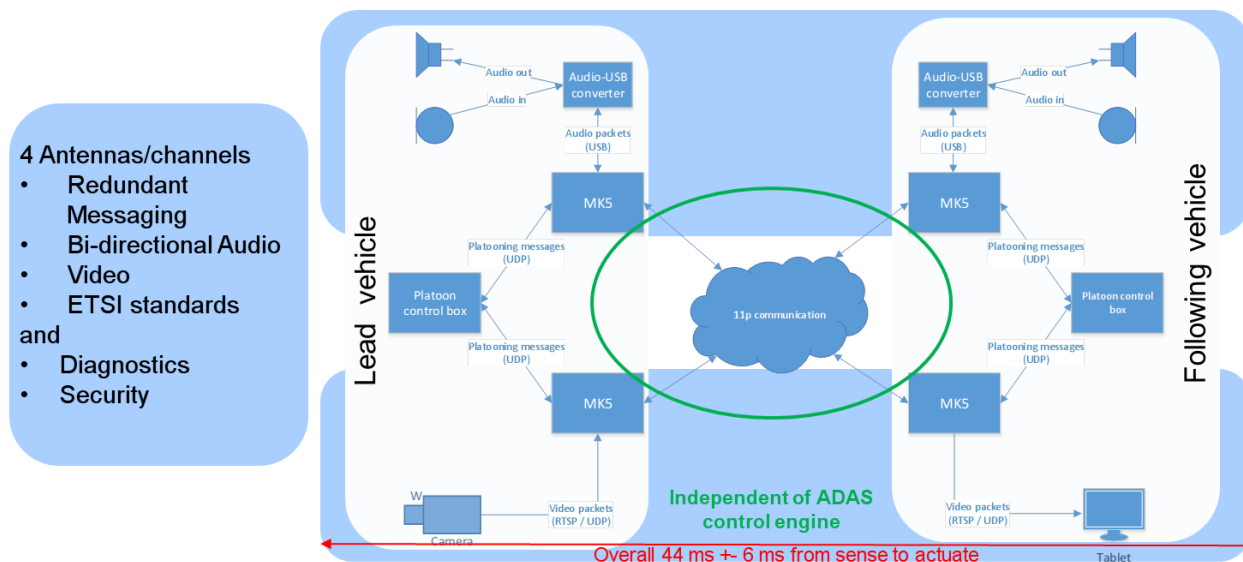 4 Antennas/channels
• Redundant
Messaging
• Bi-directional Audio
• Video
• ETSI standards
and
• Diagnostics
• Security
Lead vehicle
Audio out
Audio in
Audio-USB
converter
Audio packets
(USB)
MK5
Platooning messages
(UDP)
Platoon
control box
Platooning messages
(UDP)
MK5
W
Camera
Video packets
(RTSP / UDP)
11p communication
Independent of ADAS
control engine
Audio-USB
converter
Audio out
Audio in
Audio packets
(USB)
MK5
Platooning messages
(UDP)
Platoon control
box
Platooning messages
(UDP)
MK5
Video packets
(RTSP / UDP)
Tablet
Following vehicle
Overall 44 ms +- 6 ms from sense to actuate